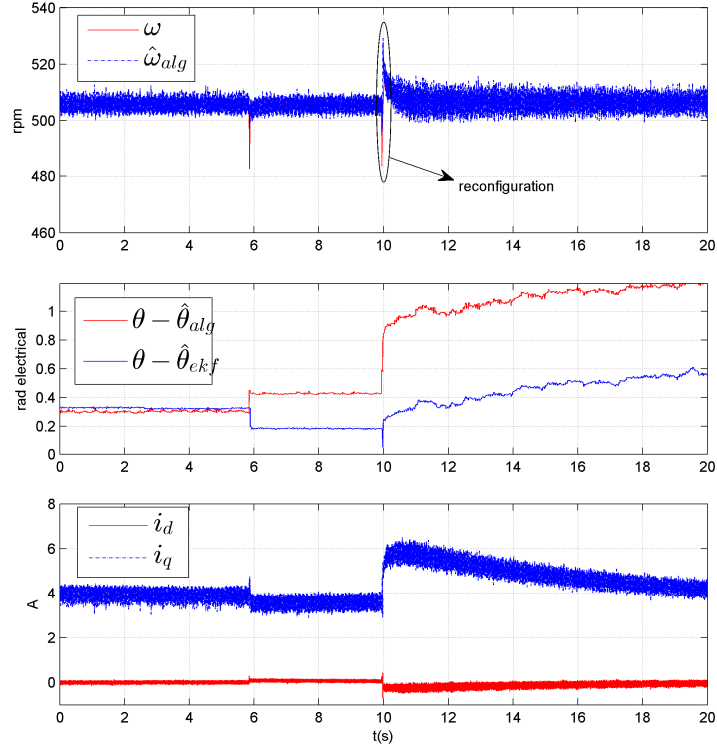 540
520
500
480
460
rpm
ω
ω̂alg
reconfiguration
0 2 4 6 8 10 12 14 16 18 20
1
0.8
0.6
0.4
0.2
0
rad electrical
θ − θ̂alg
θ − θ̂ekf
0 2 4 6 8 10 12 14 16 18 20
8
6
4
2
0
A
id
iq
0 2 4 6 8 10 12 14 16 18 20
t(s)